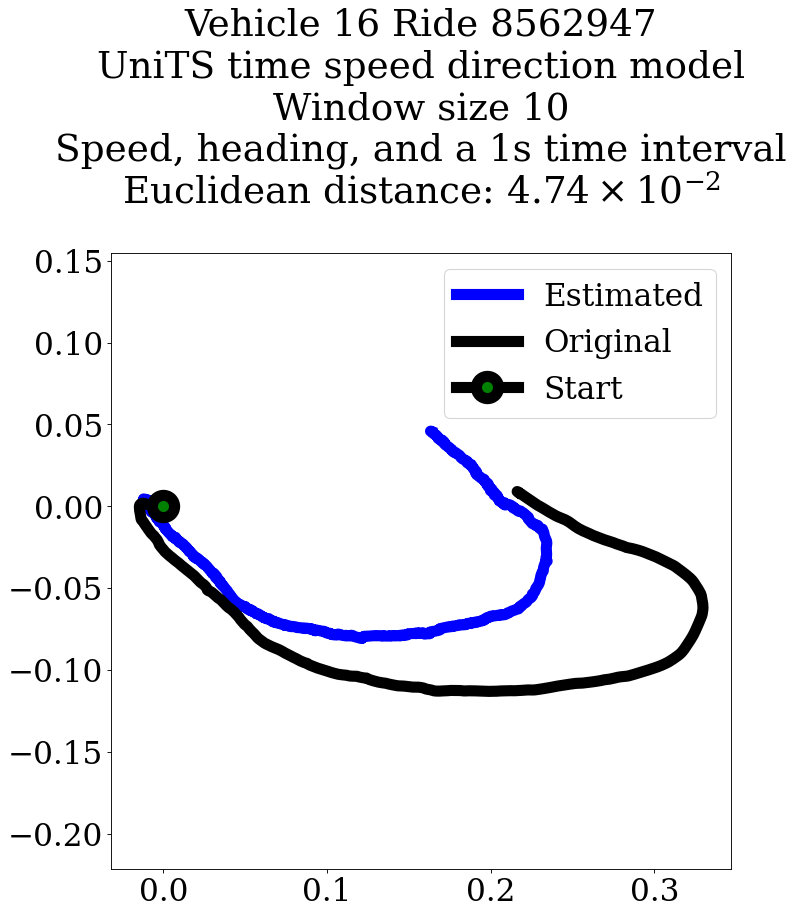 Vehicle 16 Ride 8562947
UniTS time speed direction model
Window size 10
Speed, heading, and a 1s time interval
Euclidean distance: 4.74 × 10⁻²
Estimated
Original
Start
0.15
0.10
0.05
0.00
−0.05
−0.10
−0.15
−0.20
0.0 0.1 0.2 0.3